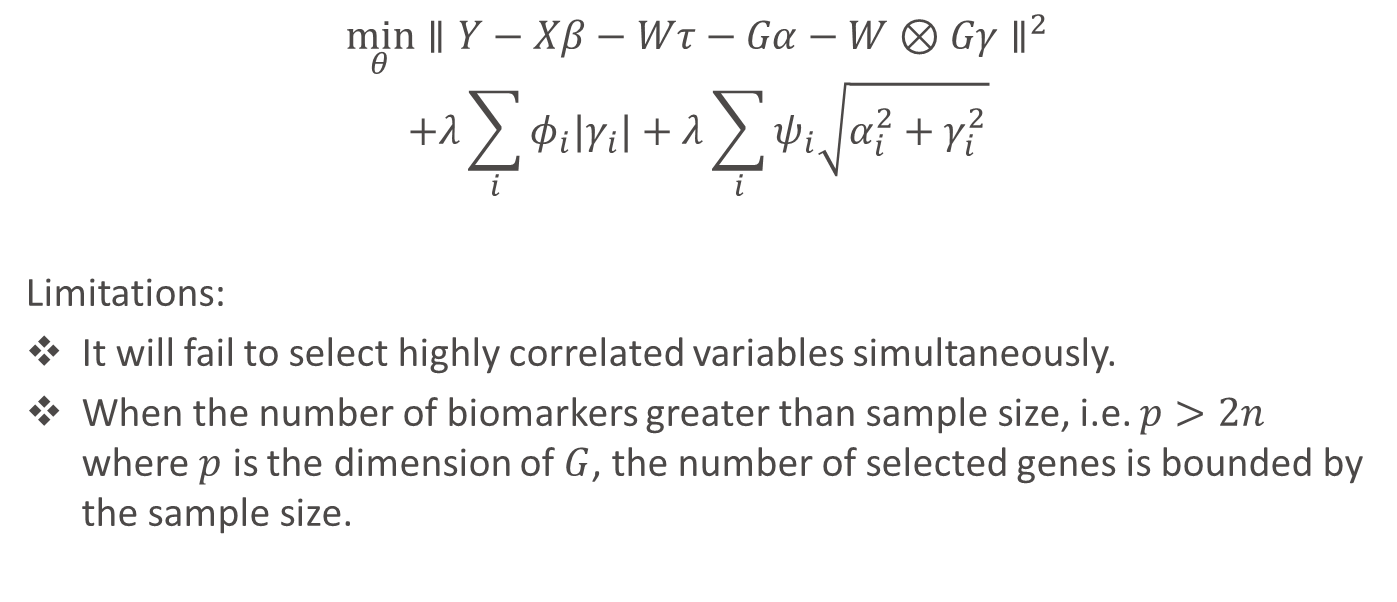 min θ ‖ Y − Xβ − Wτ − Gα − W ⊗ Gγ ‖²
+λ ∑ i ϕᵢ|γᵢ| + λ ∑ i ψᵢ √(αᵢ² + γᵢ²)
Limitations:
❖ It will fail to select highly correlated variables simultaneously.
❖ When the number of biomarkers greater than sample size, i.e. p > 2n
where p is the dimension of G, the number of selected genes is bounded by
the sample size.